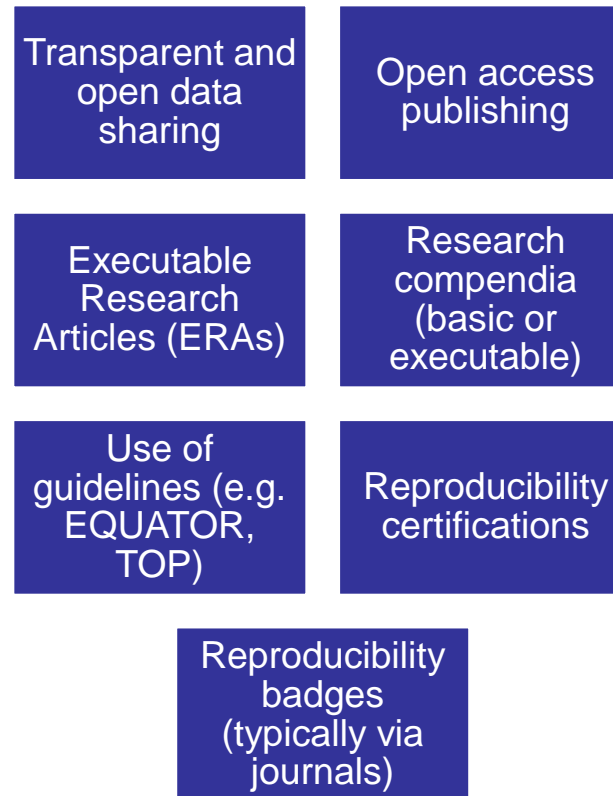 Transparent and
open data
sharing
Open access
publishing
Executable
Research
Articles (ERAs)
Research
compendia
(basic or
executable)
Use of
guidelines (e.g.
EQUATOR,
TOP)
Reproducibility
certifications
Reproducibility
badges
(typically via
journals)